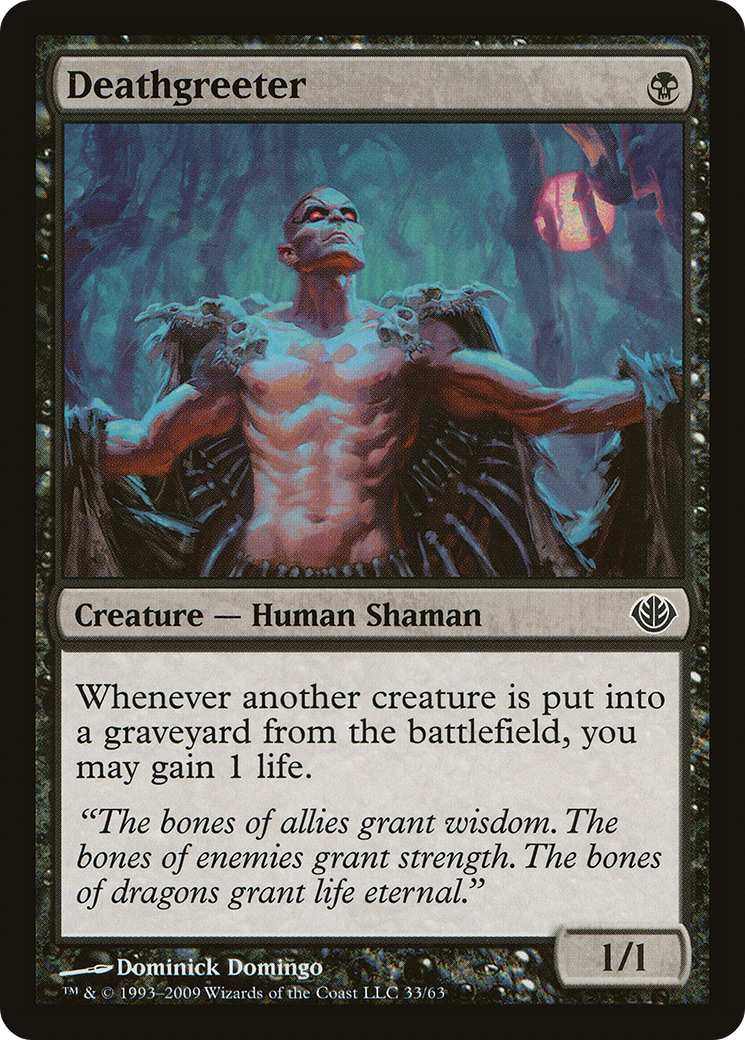 Deathgreeter
Creature — Human Shaman
Whenever another creature is put into
a graveyard from the battlefield, you
may gain 1 life.
“The bones of allies grant wisdom. The
bones of enemies grant strength. The bones
of dragons grant life eternal.”
1/1
Dominick Domingo
™ & © 1993–2009 Wizards of the Coast LLC 33/63